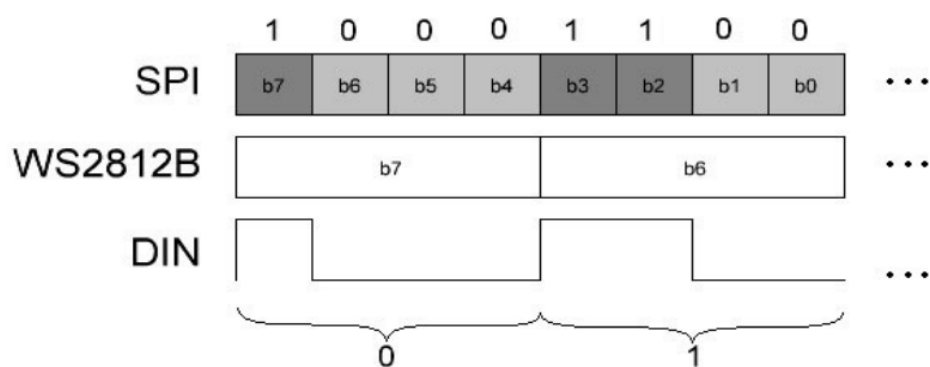 1 0 0 0 1 1 0 0
SPI b7 b6 b5 b4 b3 b2 b1 b0 ...
WS2812B b7 b6 ...
DIN ...
0 1